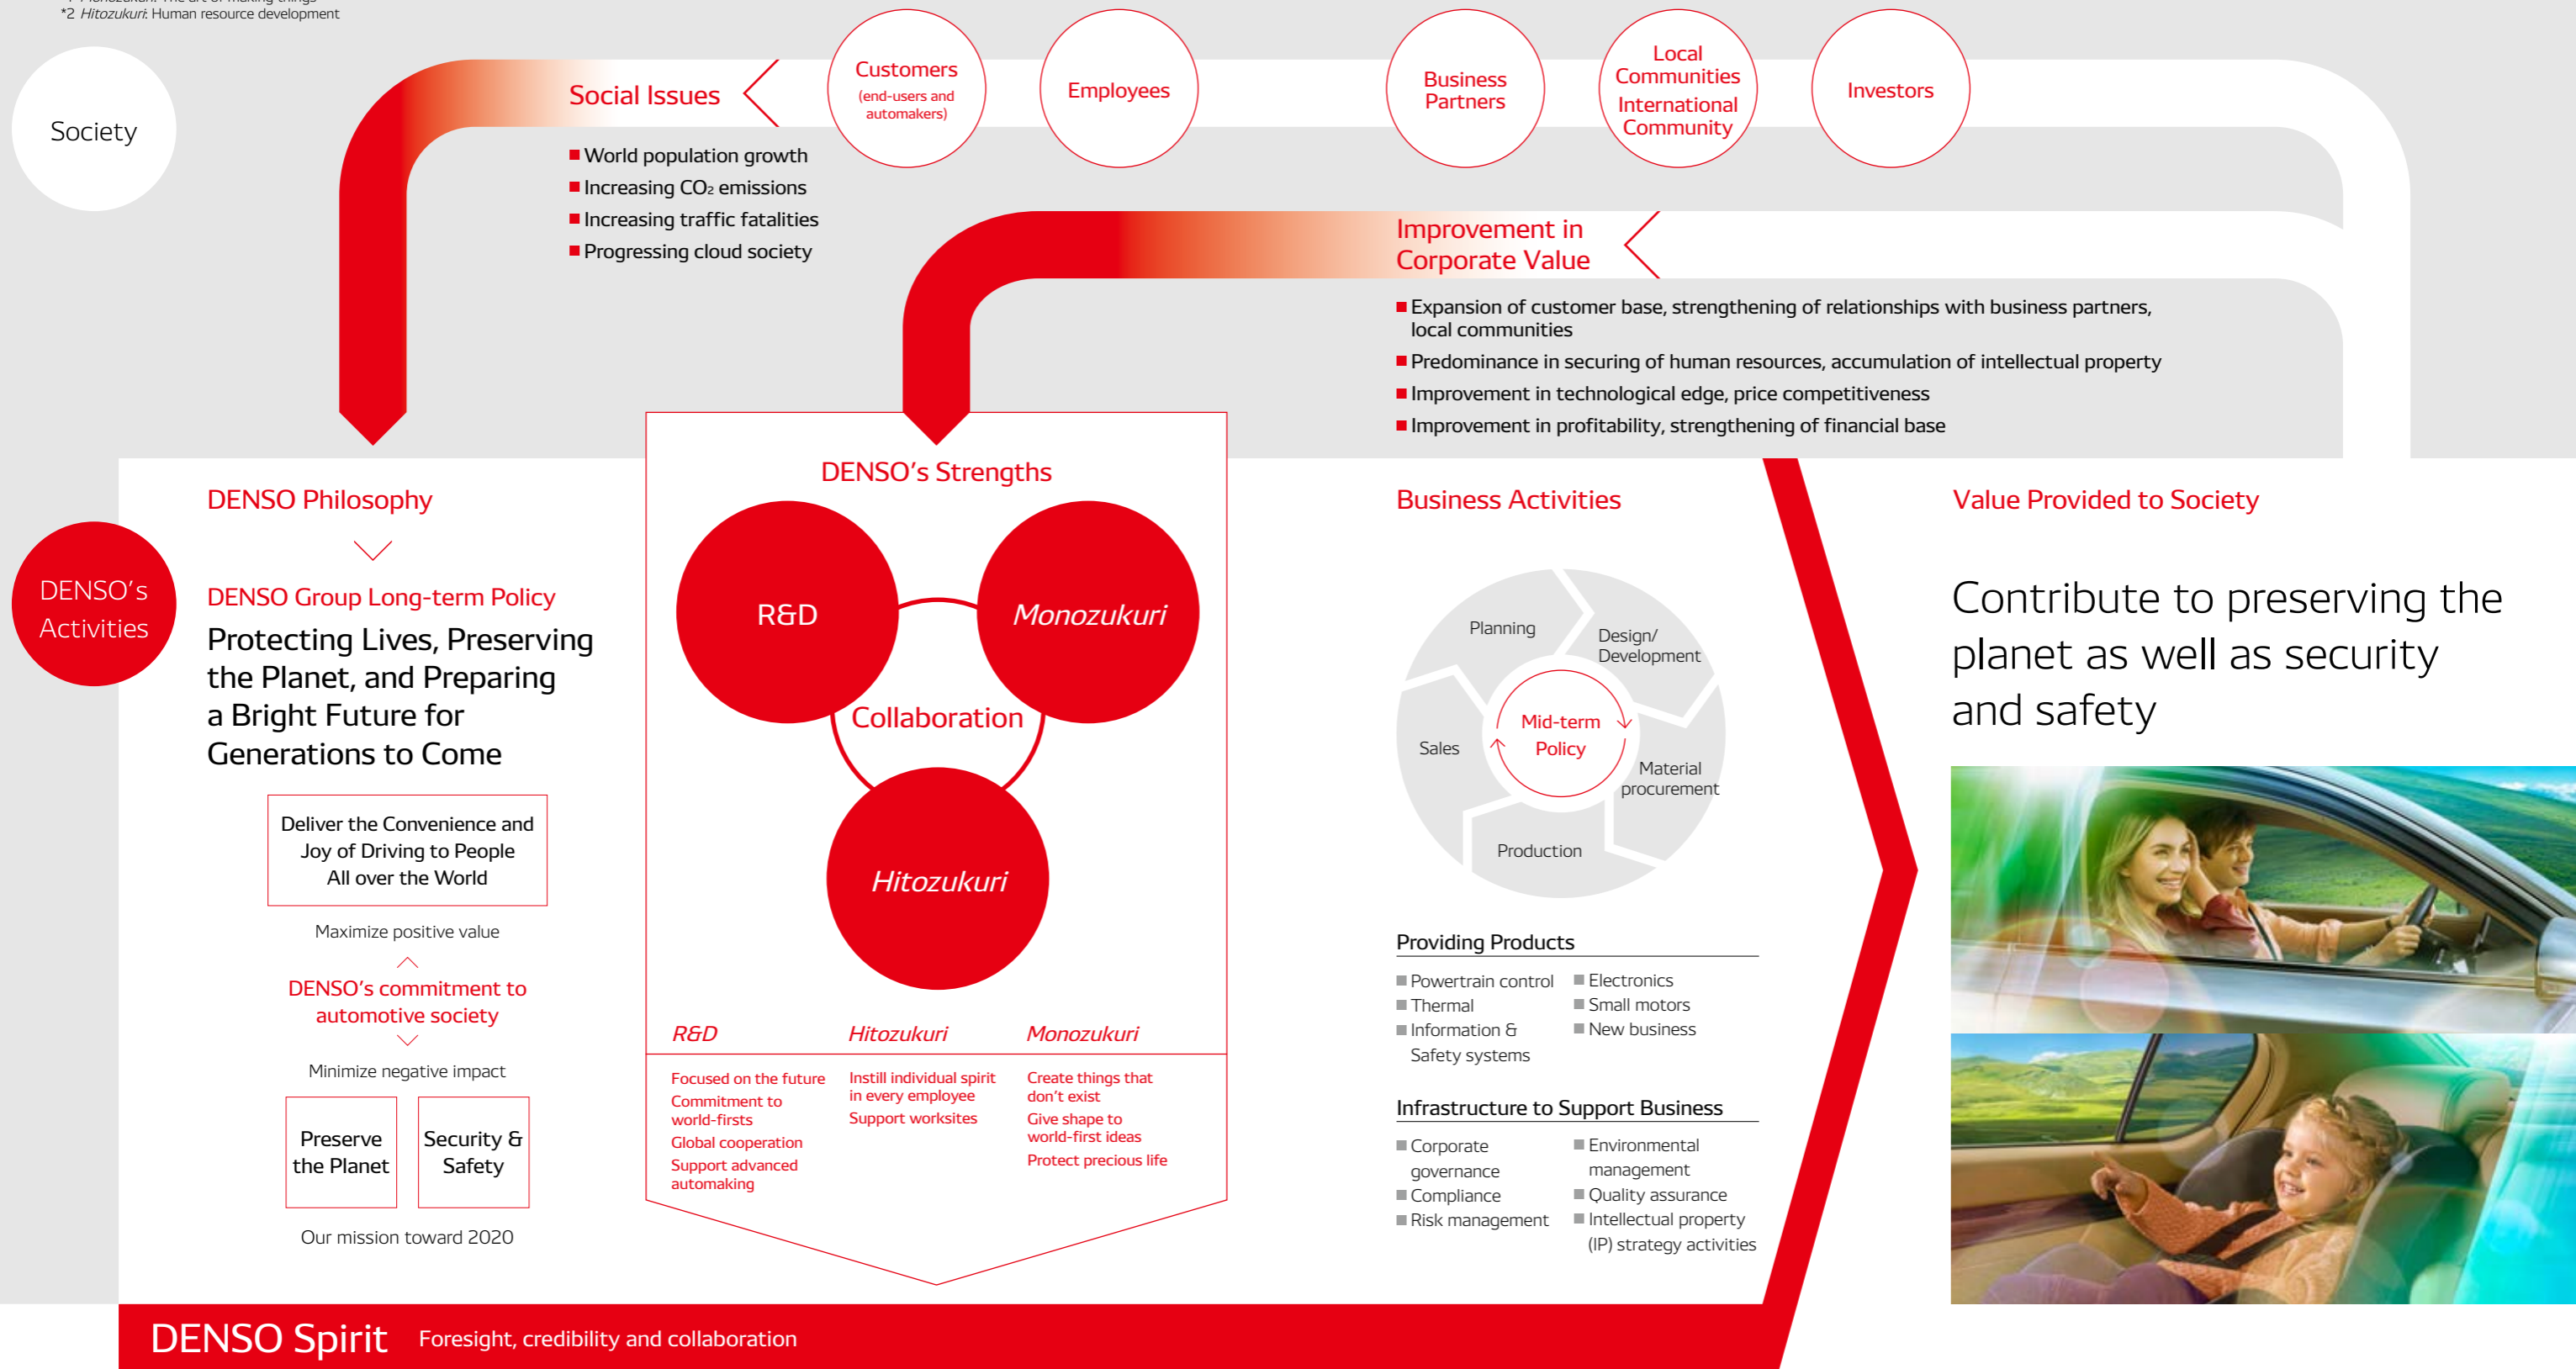 *2 Hitozukuri: Human resource development
Society
Social Issues
World population growth
Increasing CO₂ emissions
Increasing traffic fatalities
Progressing cloud society
Customers
(end-users and
automakers)
Employees
Business
Partners
Local
Communities
International
Community
Investors
Improvement in
Corporate Value
Expansion of customer base, strengthening of relationships with business partners,
local communities
Predominance in securing of human resources, accumulation of intellectual property
Improvement in technological edge, price competitiveness
Improvement in profitability, strengthening of financial base
DENSO's
Activities
DENSO Philosophy
DENSO Group Long-term Policy
Protecting Lives, Preserving
the Planet, and Preparing
a Bright Future for
Generations to Come
Deliver the Convenience and
Joy of Driving to People
All over the World
Maximize positive value
DENSO's commitment to
automotive society
Minimize negative impact
Preserve
the Planet
Security &
Safety
Our mission toward 2020
DENSO's Strengths
R&D
Monozukuri
Collaboration
Hitozukuri
R&D
Focused on the future
Commitment to
world-firsts
Global cooperation
Support advanced
automaking
Hitozukuri
Instill individual spirit
in every employee
Support worksites
Monozukuri
Create things that
don't exist
Give shape to
world-first ideas
Protect precious life
Business Activities
Planning
Design/
Development
Material
procurement
Production
Sales
Mid-term
Policy
Providing Products
Powertrain control
Thermal
Information &
Safety systems
Electronics
Small motors
New business
Infrastructure to Support Business
Corporate
governance
Compliance
Risk management
Environmental
management
Quality assurance
Intellectual property
(IP) strategy activities
Value Provided to Society
Contribute to preserving the
planet as well as security
and safety
DENSO Spirit
Foresight, credibility and collaboration